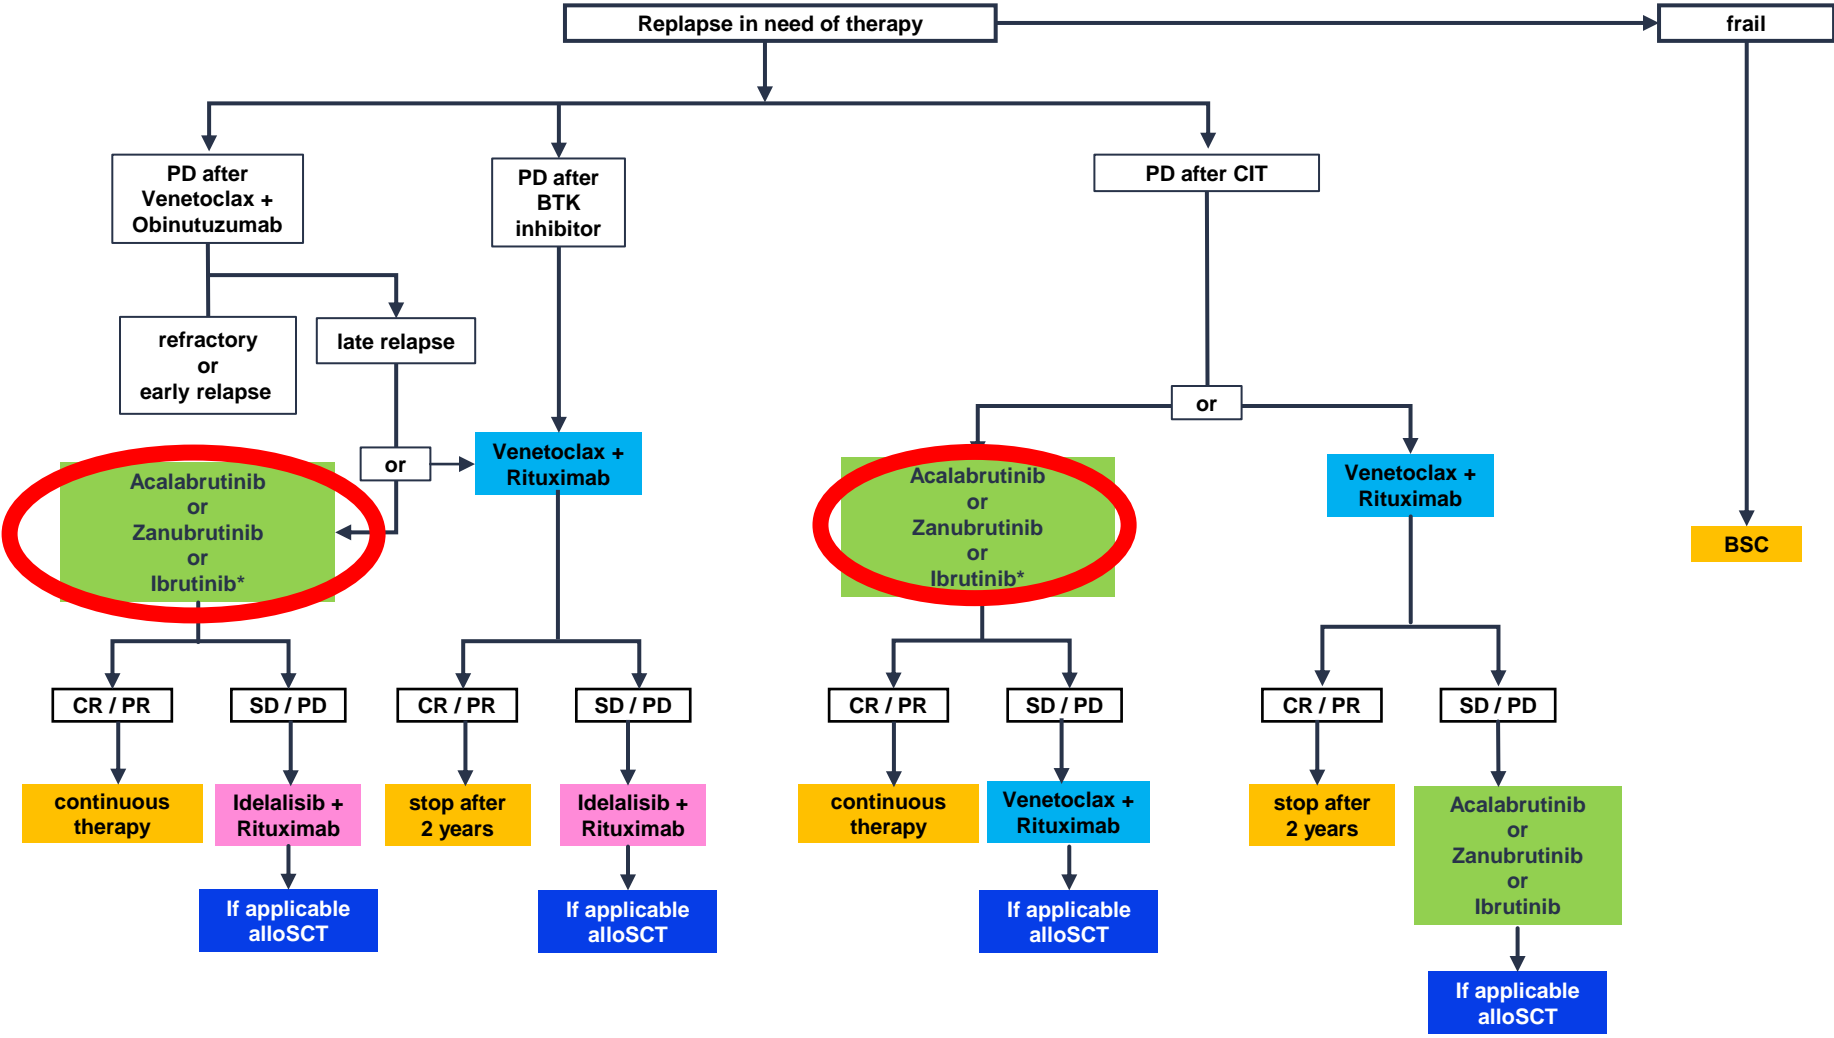 Replapse in need of therapy
frail
PD after
Venetoclax +
Obinutuzumab
PD after
BTK
inhibitor
PD after CIT
refractory
or
early relapse
late relapse
or
or
Acalabrutinib
or
Zanubrutinib
or
Ibrutinib*
Venetoclax +
Rituximab
Acalabrutinib
or
Zanubrutinib
or
Ibrutinib*
Venetoclax +
Rituximab
BSC
CR / PR
SD / PD
CR / PR
SD / PD
CR / PR
SD / PD
CR / PR
SD / PD
continuous
therapy
Idelalisib +
Rituximab
stop after
2 years
Idelalisib +
Rituximab
continuous
therapy
Venetoclax +
Rituximab
stop after
2 years
Acalabrutinib
or
Zanubrutinib
or
Ibrutinib
If applicable
alloSCT
If applicable
alloSCT
If applicable
alloSCT
If applicable
alloSCT